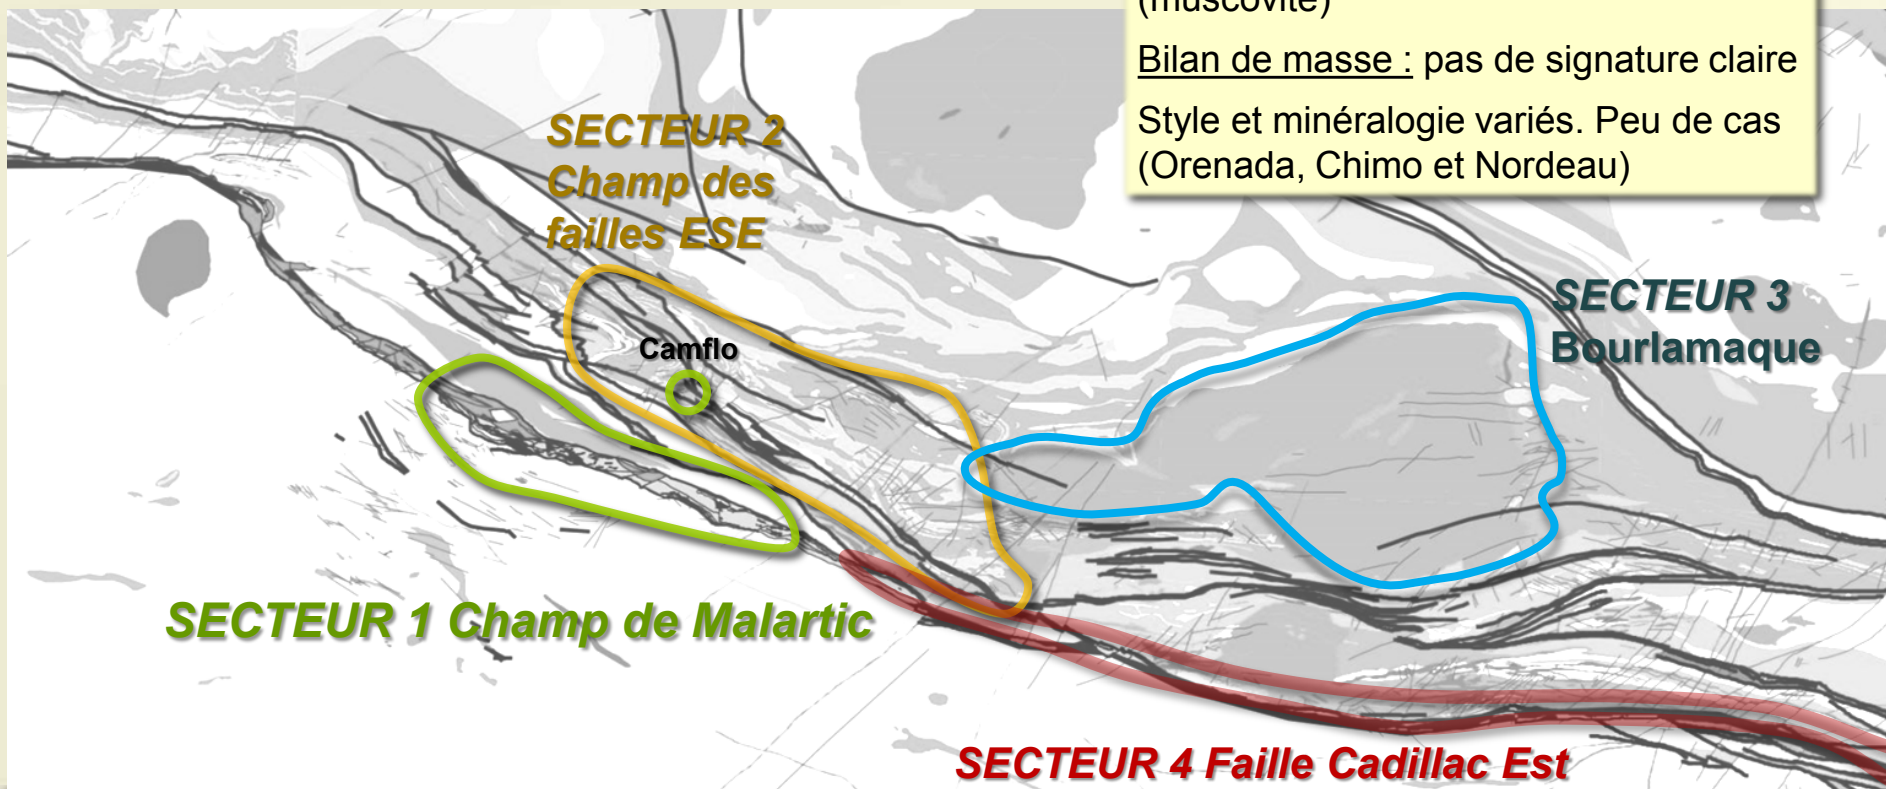 (muscovite)
Bilan de masse : pas de signature claire
Style et minéralogie variés. Peu de cas
(Orenada, Chimo et Nordeau)
SECTEUR 2
Champ des
failles ESE
Camflo
SECTEUR 3
Bourlamaque
SECTEUR 1 Champ de Malartic
SECTEUR 4 Faille Cadillac Est